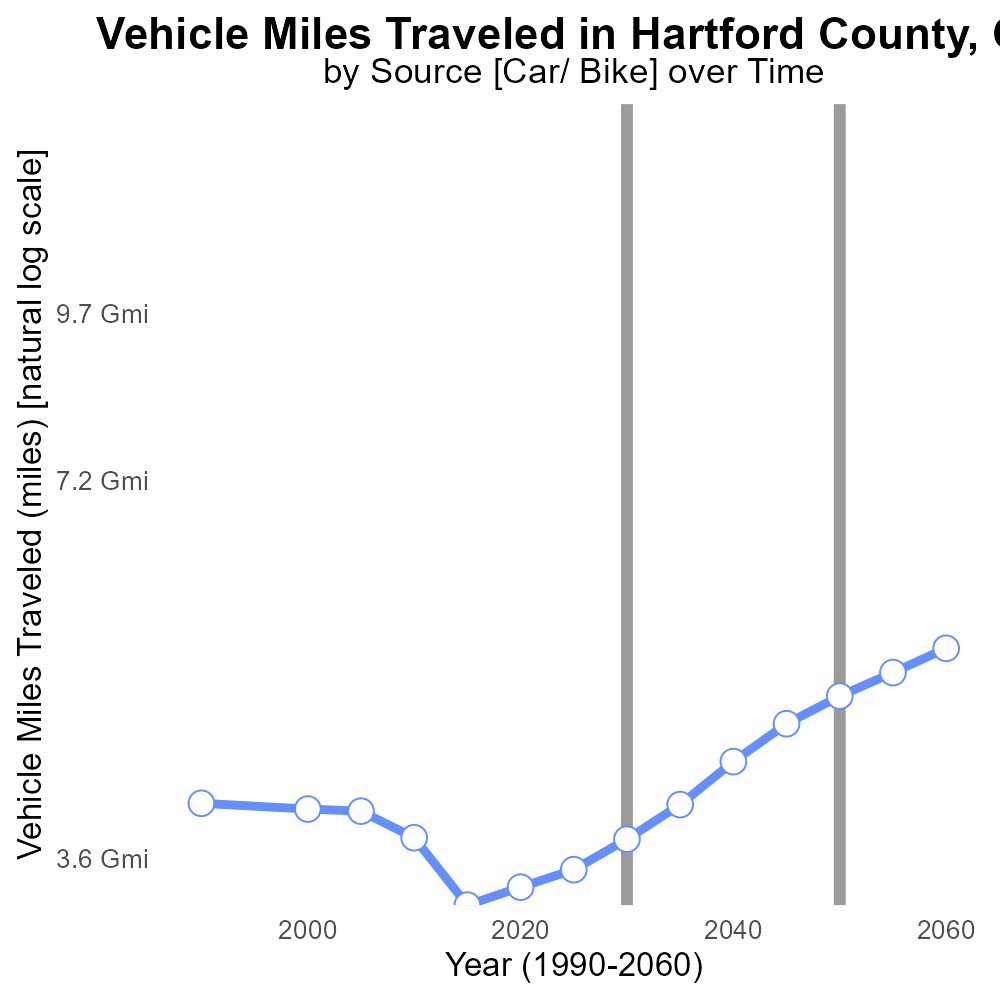 Vehicle Miles Traveled in Hartford County,
by Source [Car/ Bike] over Time
Vehicle Miles Traveled (miles) [natural log scale]
9.7 Gmi
7.2 Gmi
3.6 Gmi
2000 2020 2040 2060
Year (1990-2060)